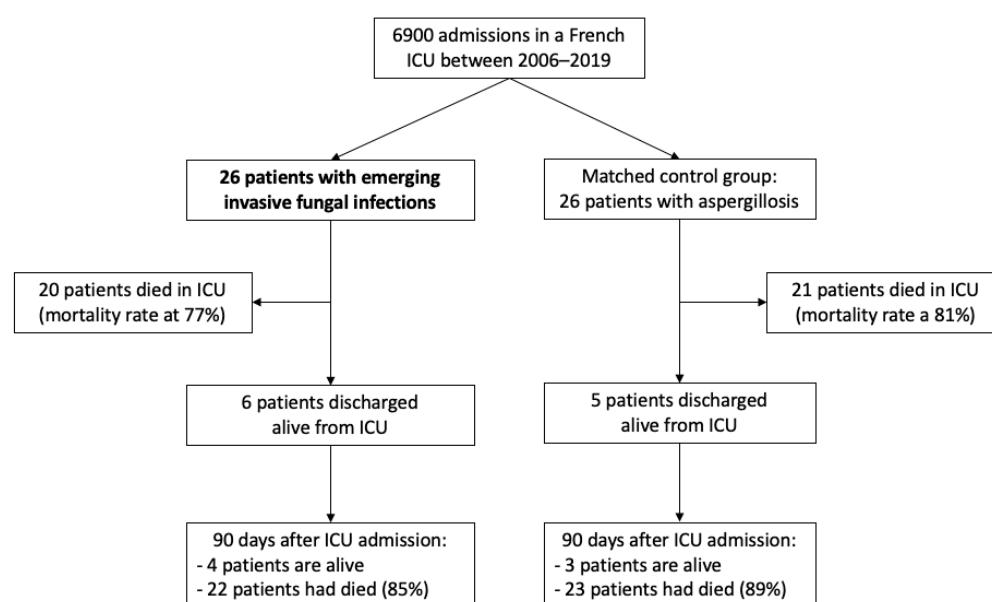 6900 admissions in a French
ICU between 2006–2019
26 patients with emerging
invasive fungal infections
Matched control group:
26 patients with aspergillosis
20 patients died in ICU
(mortality rate at 77%)
21 patients died in ICU
(mortality rate a 81%)
6 patients discharged
alive from ICU
5 patients discharged
alive from ICU
90 days after ICU admission:
- 4 patients are alive
- 22 patients had died (85%)
90 days after ICU admission:
- 3 patients are alive
- 23 patients had died (89%)